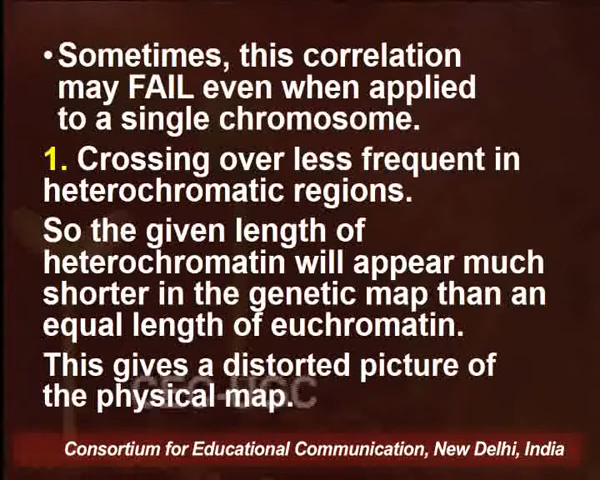 • Sometimes, this correlation
may FAIL even when applied
to a single chromosome.
1. Crossing over less frequent in
heterochromatic regions.
So the given length of
heterochromatin will appear much
shorter in the genetic map than an
equal length of euchromatin.
This gives a distorted picture of
the physical map.
CEC-UGC
Consortium for Educational Communication, New Delhi, India